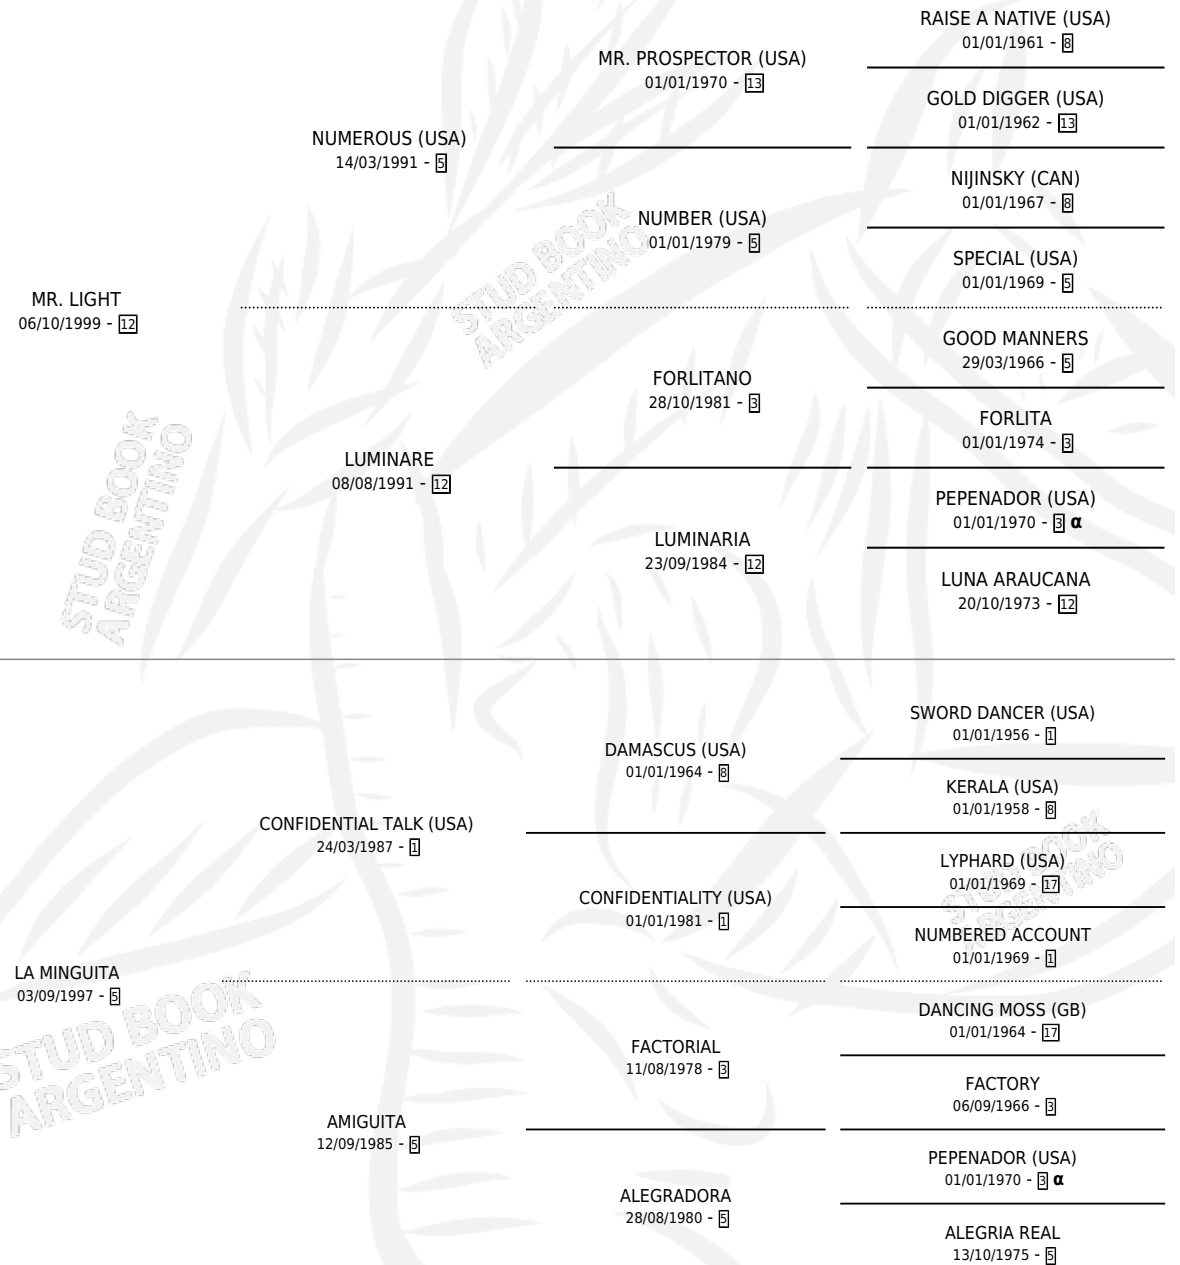 RAISE A NATIVE (USA)
01/01/1961 - 8
MR. PROSPECTOR (USA)
01/01/1970 - 13
GOLD DIGGER (USA)
01/01/1962 - 13
NUMEROUS (USA)
14/03/1991 - 5
NIJINSKY (CAN)
01/01/1967 - 8
NUMBER (USA)
01/01/1979 - 5
SPECIAL (USA)
01/01/1969 - 5
MR. LIGHT
06/10/1999 - 12
GOOD MANNERS
29/03/1966 - 5
FORLITANO
28/10/1981 - 3
FORLITA
01/01/1974 - 3
LUMINARE
08/08/1991 - 12
PEPENADOR (USA)
01/01/1970 - 3 α
LUMINARIA
23/09/1984 - 12
LUNA ARAUCANA
20/10/1973 - 12
SWORD DANCER (USA)
01/01/1956 - 1
DAMASCUS (USA)
01/01/1964 - 8
KERALA (USA)
01/01/1958 - 8
CONFIDENTIAL TALK (USA)
24/03/1987 - 1
LYPHARD (USA)
01/01/1969 - 17
CONFIDENTIALITY (USA)
01/01/1981 - 1
NUMBERED ACCOUNT
01/01/1969 - 1
LA MINGUITA
03/09/1997 - 5
DANCING MOSS (GB)
01/01/1964 - 17
FACTORIAL
11/08/1978 - 3
FACTORY
06/09/1966 - 3
AMIGUITA
12/09/1985 - 5
PEPENADOR (USA)
01/01/1970 - 3 α
ALEGRADORA
28/08/1980 - 5
ALEGRIA REAL
13/10/1975 - 5
STUD BOOK
ARGENTINO
STUD BOOK
ARGENTINO
STUD BOOK
ARGENTINO
STUD BOOK
ARGENTINO